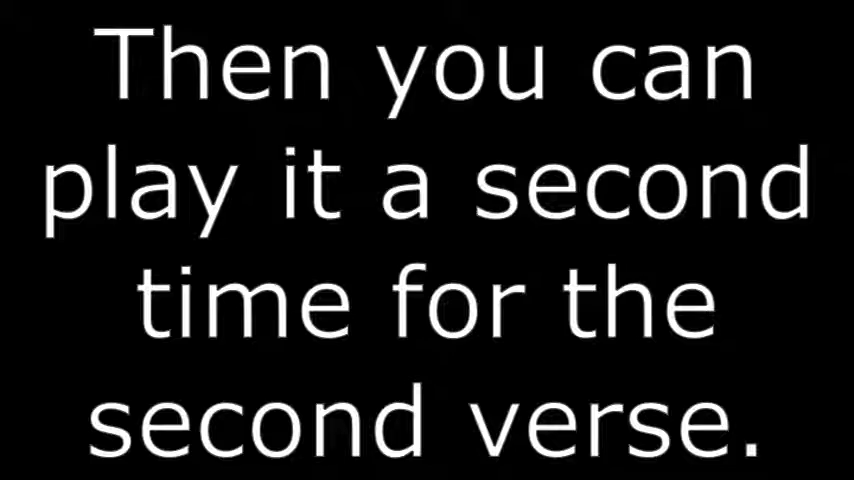 Then you can
play it a second
time for the
second verse.